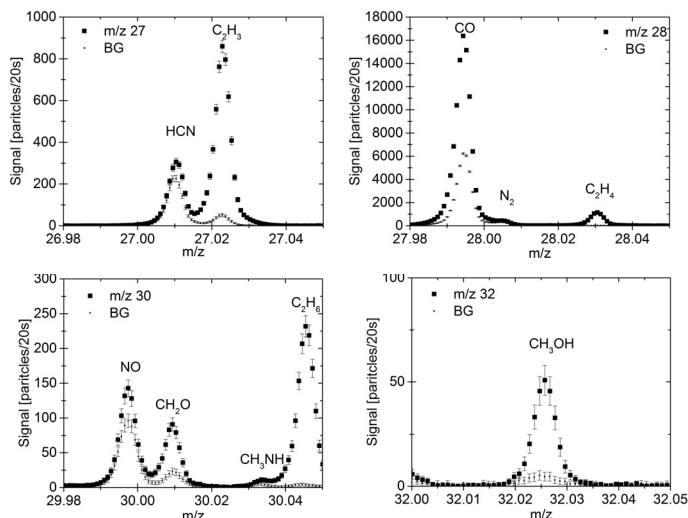 m/z 27
BG
C2H3
HCN
1000
800
600
400
200
0
26.98 27.00 27.02 27.04
m/z
Signal [paritcles/20s]
CO
m/z 28
BG
N2
C2H4
18000
16000
14000
12000
10000
8000
6000
4000
2000
0
27.98 28.00 28.02 28.04
m/z
Signal [paritcles/20s]
m/z 30
BG
C2H6
NO
CH2O
CH3NH
300
250
200
150
100
50
0
29.98 30.00 30.02 30.04
m/z
Signal [paritcles/20s]
m/z 32
BG
CH3OH
100
50
0
32.00 32.01 32.02 32.03 32.04 32.05
m/z
Signal [paritcles/20s]